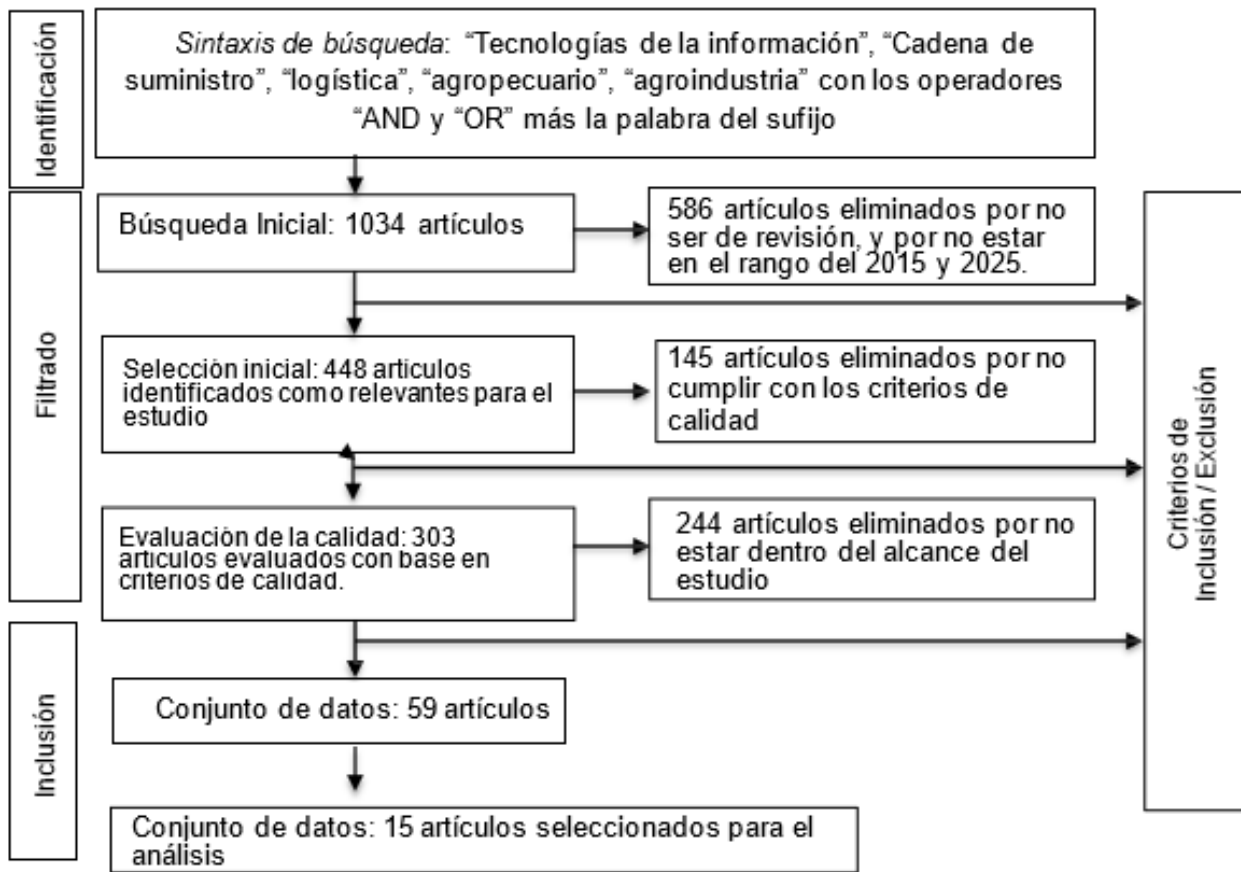 Identificación
Sintaxis de búsqueda: “Tecnologías de la información”, “Cadena de
suministro”, “logística”, “agropecuario”, “agroindustria” con los operadores
“AND y “OR” más la palabra del sufijo
Filtrado
Búsqueda Inicial: 1034 artículos
586 artículos eliminados por no
ser de revisión, y por no estar
en el rango del 2015 y 2025.
Selección inicial: 448 artículos
identificados como relevantes para el
estudio
145 artículos eliminados por no
cumplir con los criterios de
calidad
Evaluación de la calidad: 303
artículos evaluados con base en
criterios de calidad.
244 artículos eliminados por no
estar dentro del alcance del
estudio
Criterios de
Inclusión / Exclusión
Inclusión
Conjunto de datos: 59 artículos
Conjunto de datos: 15 artículos seleccionados para el
análisis